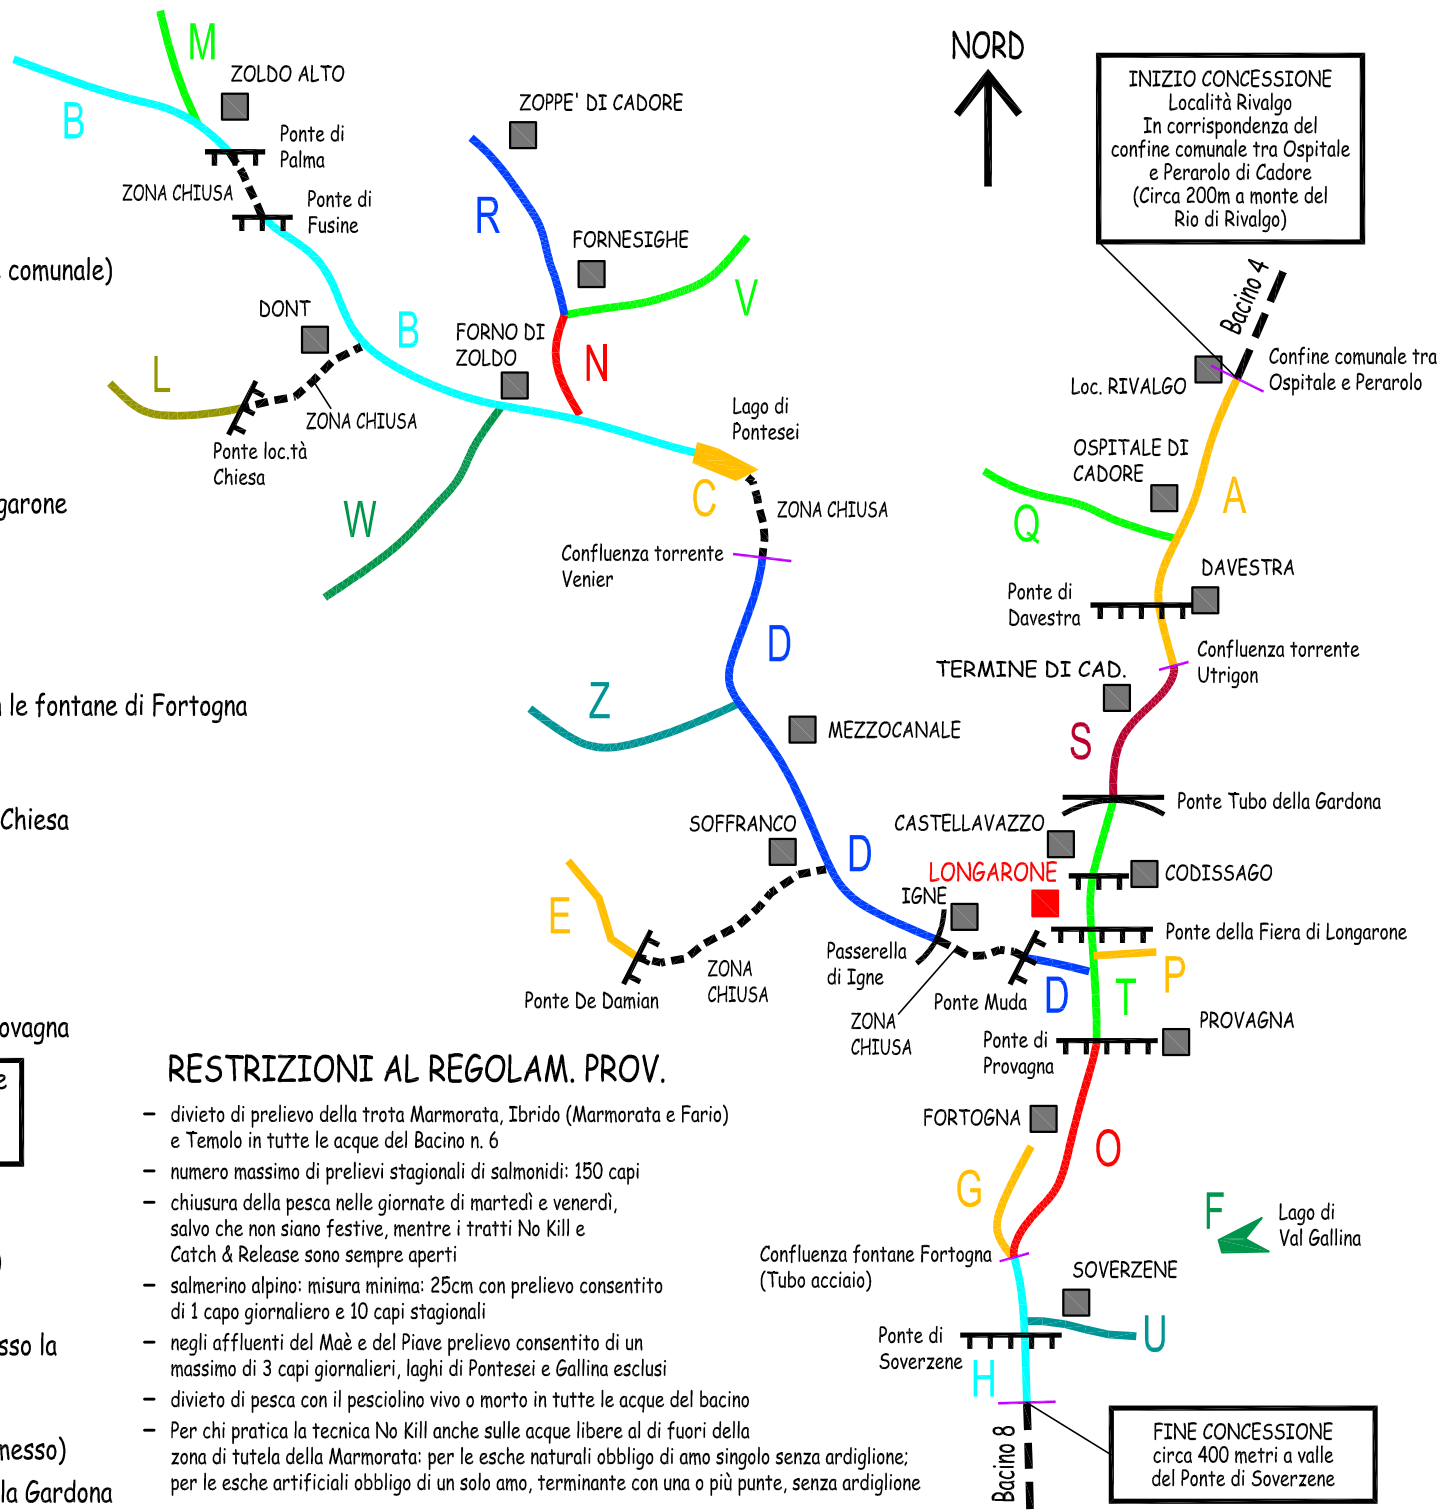 M
ZOLDO ALTO
B
Ponte di
Palma
ZONA CHIUSA
Ponte di
Fusine
ZOPPE' DI CADORE
R
FORNESIGHE
V
NORD
INIZIO CONCESSIONE
Località Rivalgo
In corrispondenza del
confine comunale tra Ospitale
e Perarolo di Cadore
(Circa 200m a monte del
Rio di Rivalgo)
comunale)
DONT
B
FORNO DI
ZOLDO
N
L
ZONA CHIUSA
Ponte loc.tà
Chiesa
Lago di
Pontesei
C
ZONA CHIUSA
W
Confluenza torrente
Venier
Bacino 4
Confine comunale tra
Ospitale e Perarolo
Loc. RIVALGO
OSPITALE DI
CADORE
A
Q
DAVESTRA
Ponte di
Davestra
Confluenza torrente
Utrigon
TERMINE DI CAD.
S
garone
D
Z
MEZZOCANALE
le fontane di Fortogna
Chiesa
Ponte Tubo della Gardona
SOFFRANCO
D
CASTELLAVAZZO
LONGARONE
CODISSAGO
IGNE
E
Ponte della Fiera di Longarone
Passerella
di Igne
ZONA
CHIUSA
Ponte De Damian
Ponte Muda
D
T
P
ZONA
CHIUSA
Ponte di
Provagna
PROVAGNA
ovagna
e
RESTRIZIONI AL REGOLAM. PROV.
– divieto di prelievo della trota Marmorata, Ibrido (Marmorata e Fario)
e Temolo in tutte le acque del Bacino n. 6
– numero massimo di prelievi stagionali di salmonidi: 150 capi
– chiusura della pesca nelle giornate di martedì e venerdì,
salvo che non siano festive, mentre i tratti No Kill e
Catch & Release sono sempre aperti
– salmerino alpino: misura minima: 25cm con prelievo consentito
di 1 capo giornaliero e 10 capi stagionali
– negli affluenti del Maè e del Piave prelievo consentito di un
massimo di 3 capi giornalieri, laghi di Pontesei e Gallina esclusi
– divieto di pesca con il pesciolino vivo o morto in tutte le acque del bacino
– Per chi pratica la tecnica No Kill anche sulle acque libere al di fuori della
zona di tutela della Marmorata: per le esche naturali obbligo di amo singolo senza ardiglione;
per le esche artificiali obbligo di un solo amo, terminante con una o più punte, senza ardiglione
FORTOGNA
O
G
F
Lago di
Val Gallina
Confluenza fontane Fortogna
(Tubo acciaio)
SOVERZENE
U
Ponte di
Soverzene
H
Bacino 8
FINE CONCESSIONE
circa 400 metri a valle
del Ponte di Soverzene
)
sso la
messo)
la Gardona